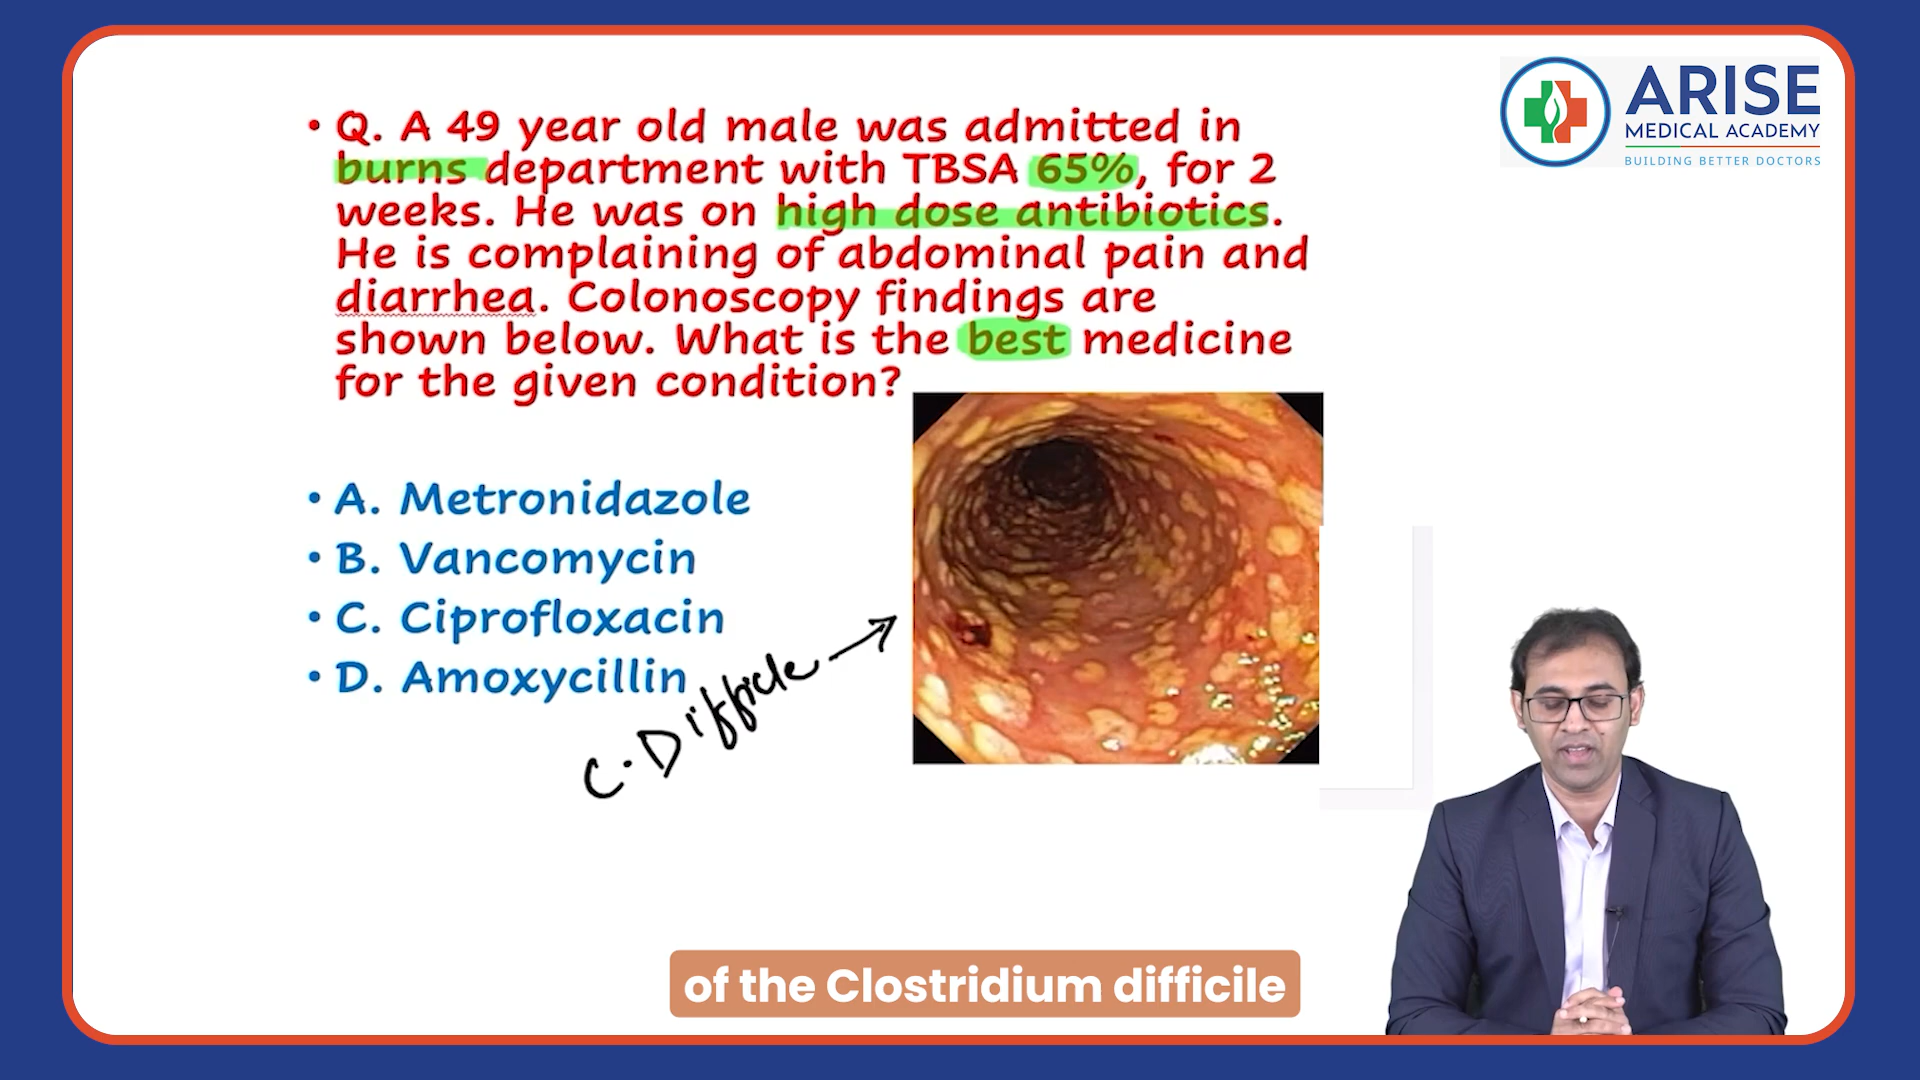 ARISE
MEDICAL ACADEMY
BUILDING BETTER DOCTORS
• Q. A 49 year old male was admitted in
burns department with TBSA 65%, for 2
weeks. He was on high dose antibiotics.
He is complaining of abdominal pain and
diarrhea. Colonoscopy findings are
shown below. What is the best medicine
for the given condition?
• A. Metronidazole
• B. Vancomycin
• C. Ciprofloxacin
• D. Amoxycillin
C. Difficle
of the Clostridium difficile